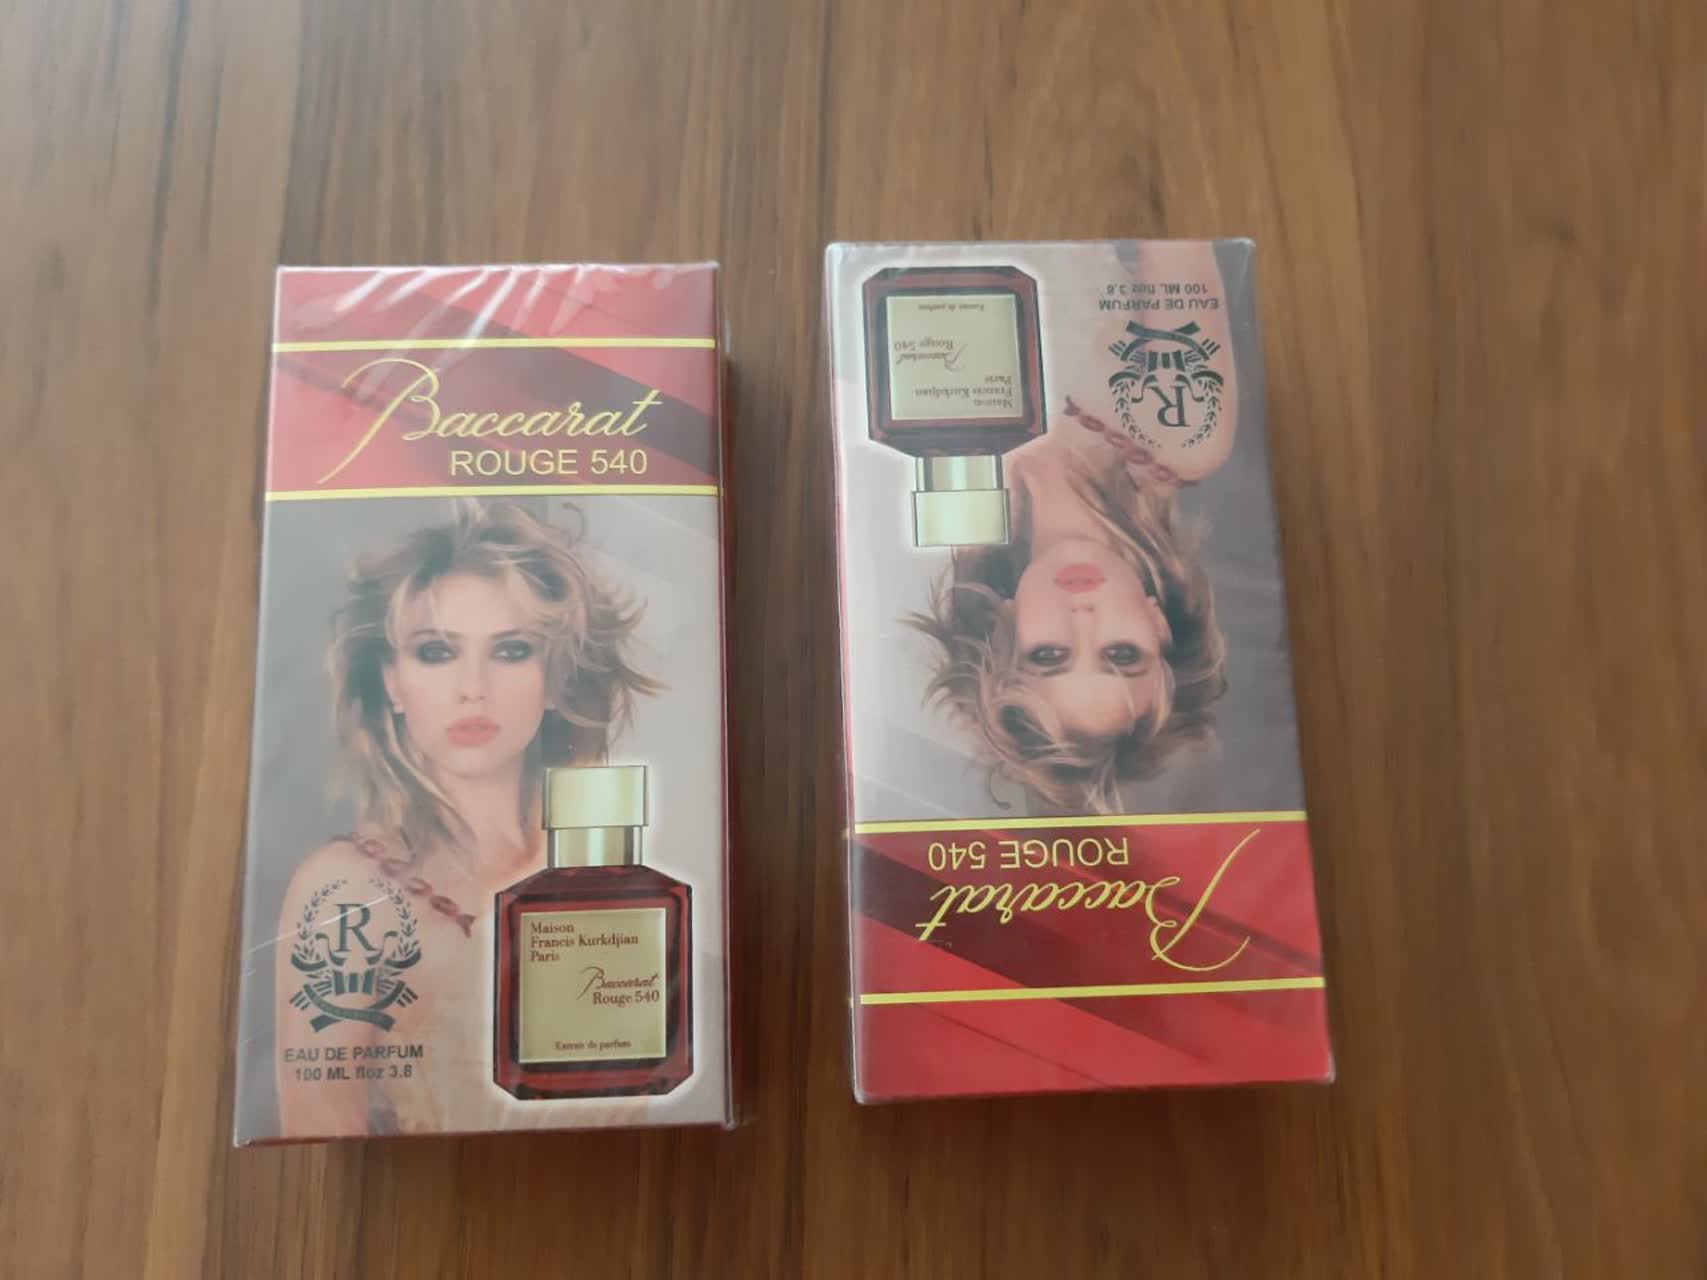 Baccarat
ROUGE 540
Maison
Francis Kurkdjian
Paris
Baccarat
Rouge 540
Extrait de parfum
R
EAU DE PARFUM
100 ML floz 3.8
Baccarat
ROUGE 540
Maison
Francis Kurkdjian
Paris
Baccarat
Rouge 540
Extrait de parfum
R
EAU DE PARFUM
100 ML floz 3.8